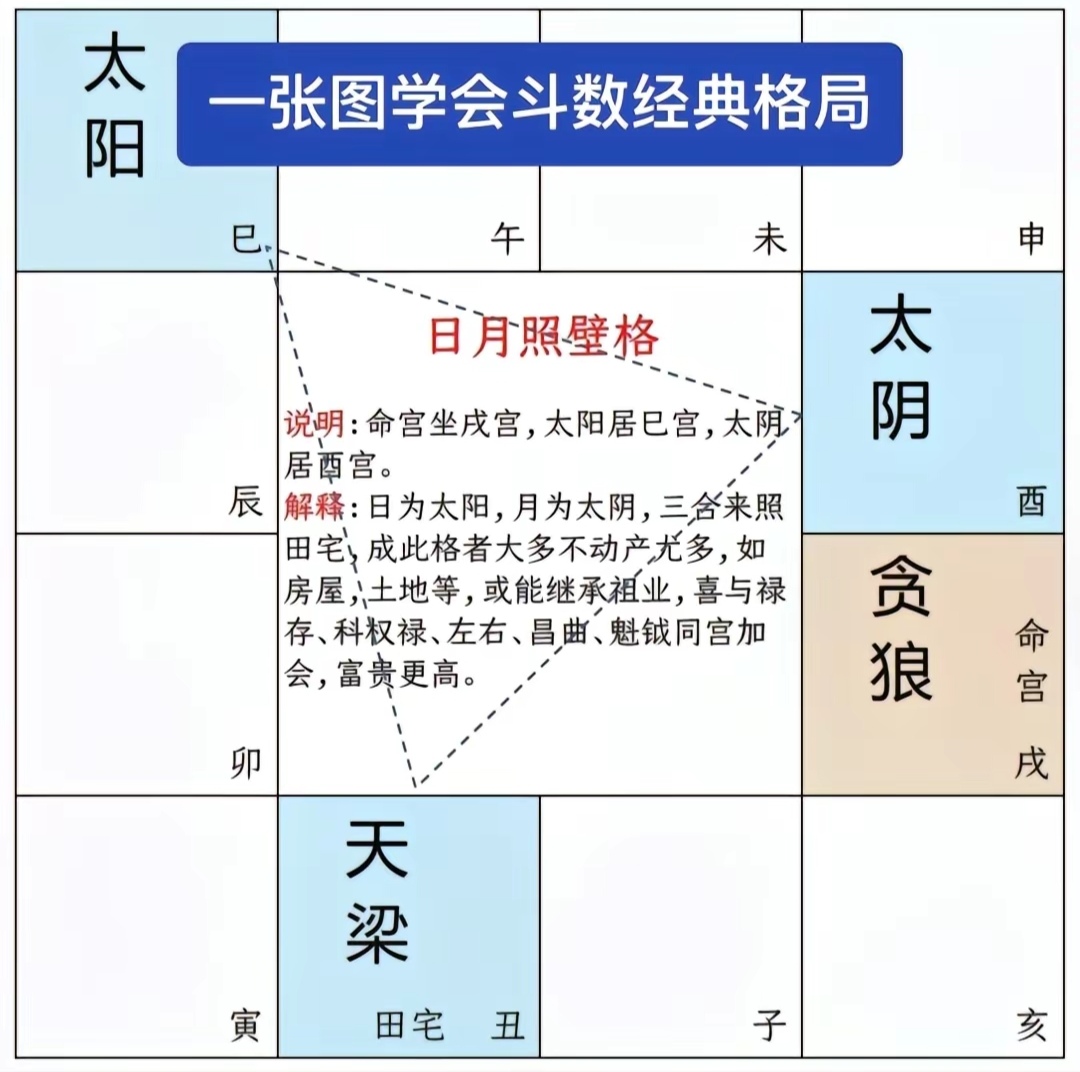 一张图学会斗数经典格局
太阳
巳
午
未
申
太阴
酉
辰
日月照壁格
说明：命宫坐戌宫，太阳居巳宫，太阴
居酉宫。
解释：日为太阳，月为太阴，三合来照
田宅，成此格者大多不动产尤多，如
房屋，土地等，或能继承祖业，喜与禄
存、科权禄、左右、昌曲、魁钺同宫加
会，富贵更高。
贪狼
命宫
戌
卯
天梁
寅
田宅 丑
子
亥